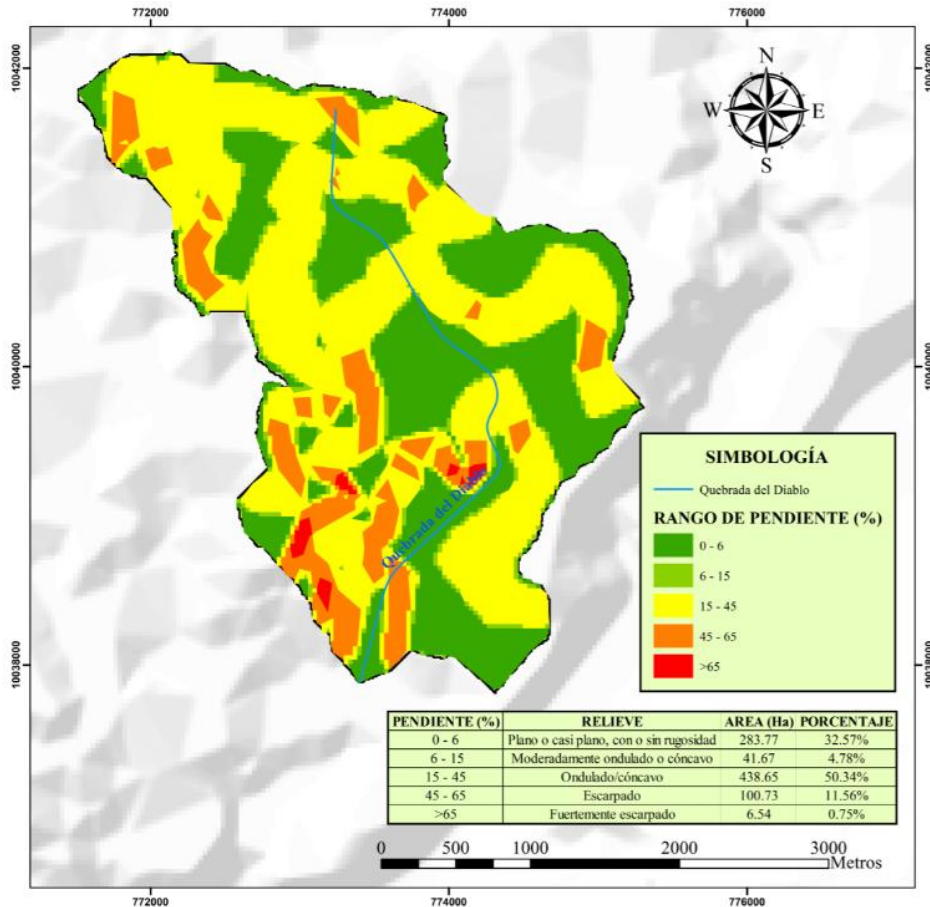 772000 774000 776000
10042000 10042000
N
W E
S
10040000 10040000
SIMBOLOGÍA
Quebrada del Diablo
RANGO DE PENDIENTE (%)
0 - 6
6 - 15
15 - 45
45 - 65
>65
Quebrada del Diablo
10038000 10038000
PENDIENTE (%) RELIEVE AREA (Ha) PORCENTAJE
0 - 6 Plano o casi plano, con o sin rugosidad 283.77 32.57%
6 - 15 Moderadamente ondulado o cóncavo 41.67 4.78%
15 - 45 Ondulado/cóncavo 438.65 50.34%
45 - 65 Escarpado 100.73 11.56%
>65 Fuertemente escarpado 6.54 0.75%
0 500 1000 2000 3000
Metros
772000 774000 776000